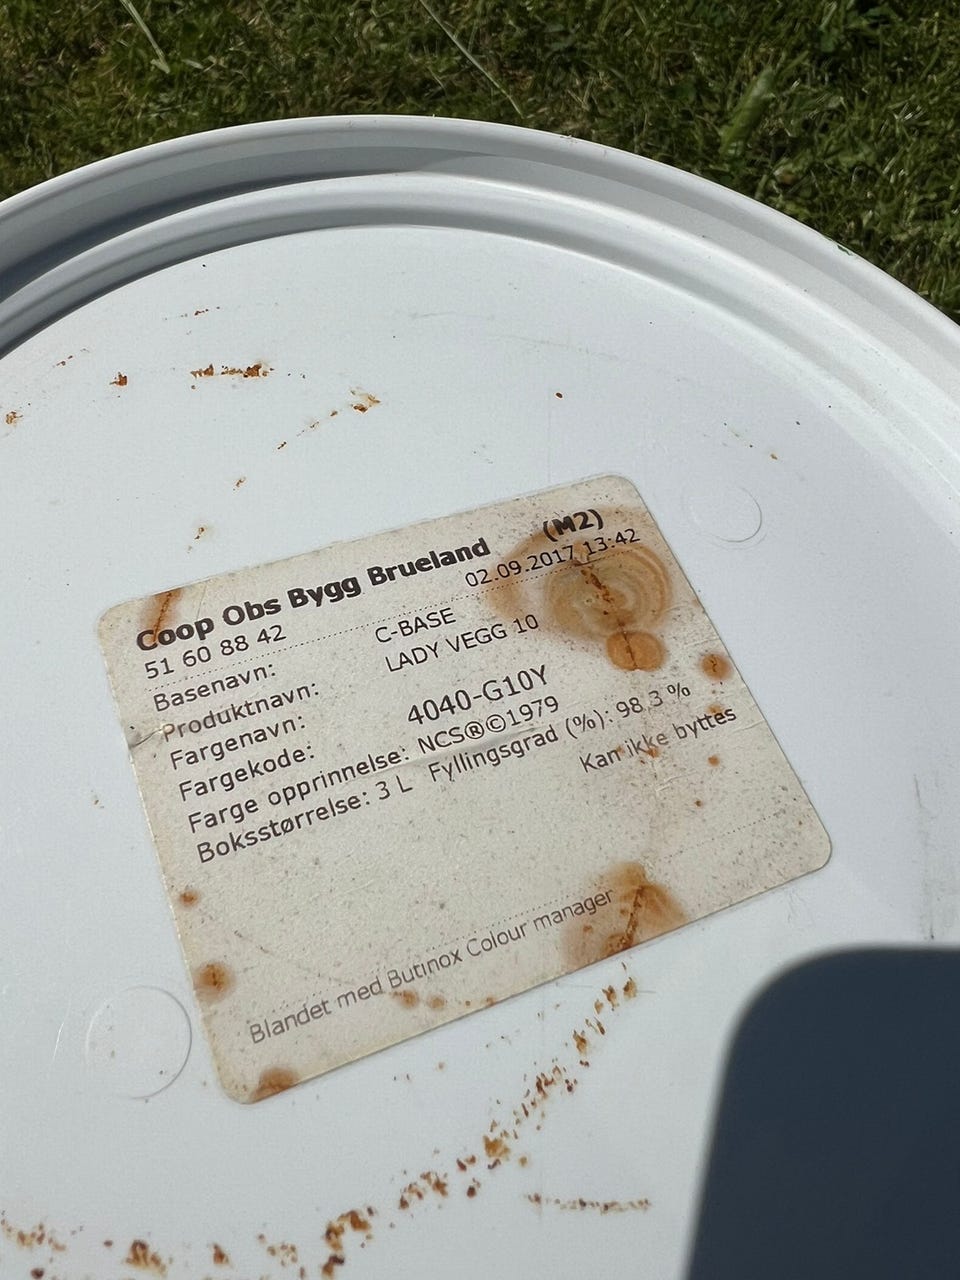 Coop Obs Bygg Brueland (M2)
51 60 88 42 02.09.2017 13:42
Basenavn: C-BASE
Produktnavn: LADY VEGG 10
Fargenavn:
Fargekode: 4040-G10Y
Farge opprinnelse: NCS®©1979
Boksstørrelse: 3 L Fyllingsgrad (%): 98.3 %
Kan ikke byttes
Blandet med Butinox Colour manager